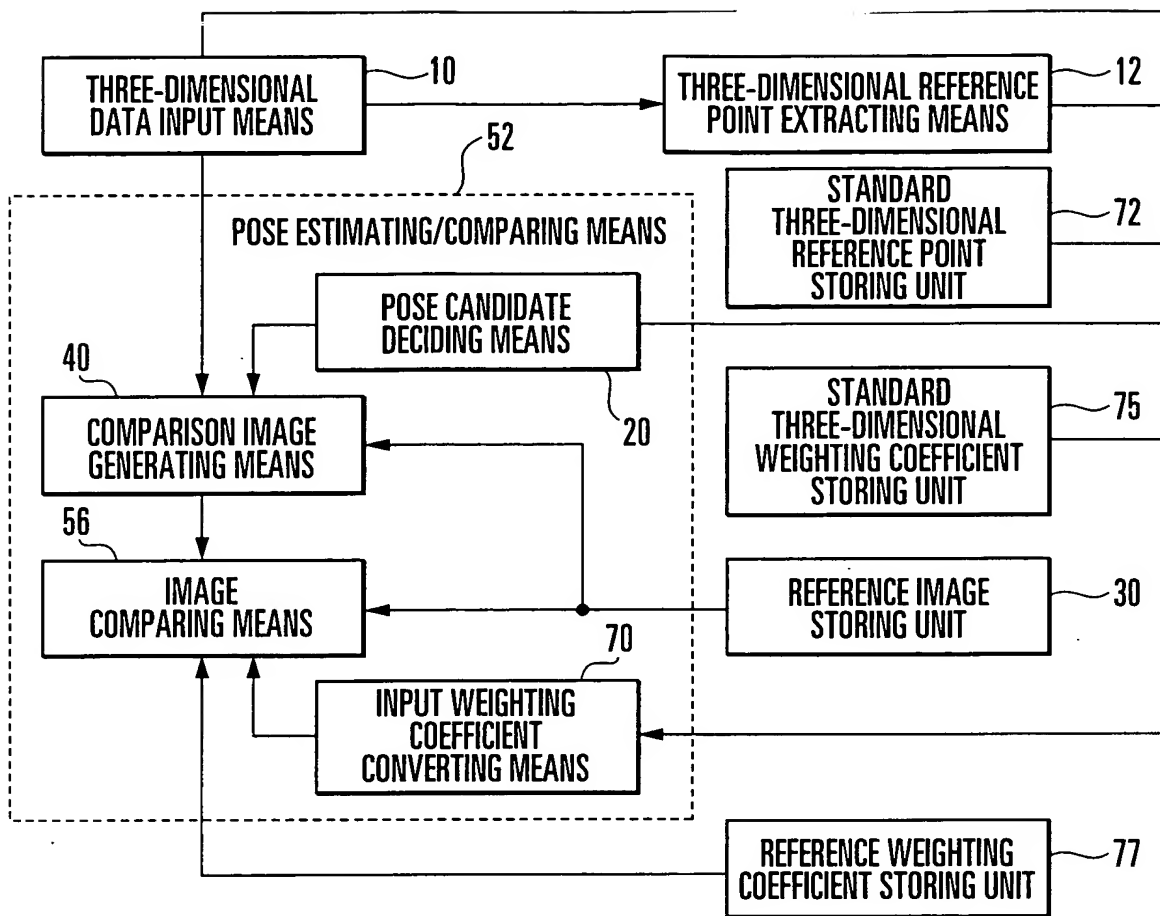 THREE-DIMENSIONAL
DATA INPUT MEANS
10
THREE-DIMENSIONAL REFERENCE
POINT EXTRACTING MEANS
12
52
POSE ESTIMATING/COMPARING MEANS
STANDARD
THREE-DIMENSIONAL
REFERENCE POINT
STORING UNIT
72
POSE CANDIDATE
DECIDING MEANS
20
40
COMPARISON IMAGE
GENERATING MEANS
STANDARD
THREE-DIMENSIONAL
WEIGHTING COEFFICIENT
STORING UNIT
75
56
IMAGE
COMPARING MEANS
REFERENCE IMAGE
STORING UNIT
30
70
INPUT WEIGHTING
COEFFICIENT
CONVERTING MEANS
REFERENCE WEIGHTING
COEFFICIENT STORING UNIT
77